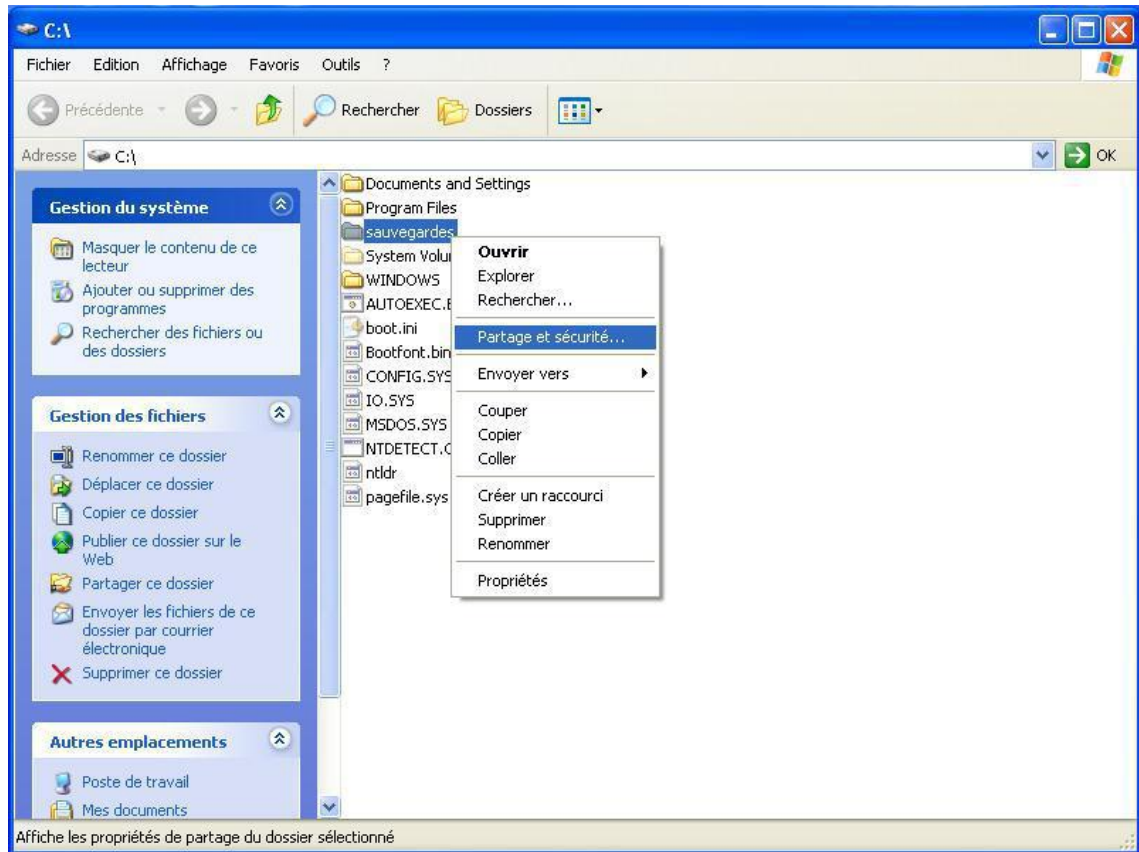 C:\
Fichier Edition Affichage Favoris Outils ?
Précédente Rechercher Dossiers
Adresse C:\ OK
Gestion du système
Masquer le contenu de ce
lecteur
Ajouter ou supprimer des
programmes
Rechercher des fichiers ou
des dossiers
Gestion des fichiers
Renommer ce dossier
Déplacer ce dossier
Copier ce dossier
Publier ce dossier sur le
Web
Partager ce dossier
Envoyer les fichiers de ce
dossier par courrier
électronique
Supprimer ce dossier
Autres emplacements
Poste de travail
Mes documents
Documents and Settings
Program Files
sauvegardes
System Volu
WINDOWS
AUTOEXEC.B
boot.ini
Bootfont.bin
CONFIG.SYS
IO.SYS
MSDOS.SYS
NTDETECT.C
ntldr
pagefile.sys
Ouvrir
Explorer
Rechercher...
Partage et sécurité...
Envoyer vers
Couper
Copier
Coller
Créer un raccourci
Supprimer
Renommer
Propriétés
Affiche les propriétés de partage du dossier sélectionné